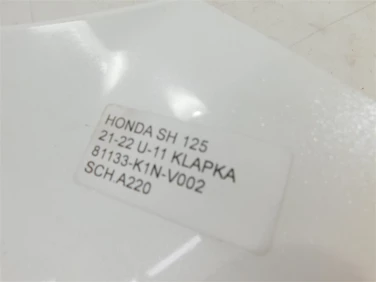 HONDA SH 125
21-22 U-11 KLAPKA
81133-K1N-V002
SCH.A220